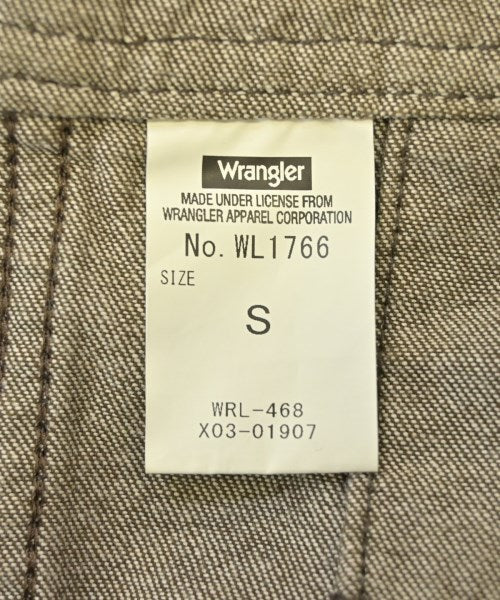 Wrangler
MADE UNDER LICENSE FROM
WRANGLER APPAREL CORPORATION
No. WL1766
SIZE
S
WRL-468
X03-01907